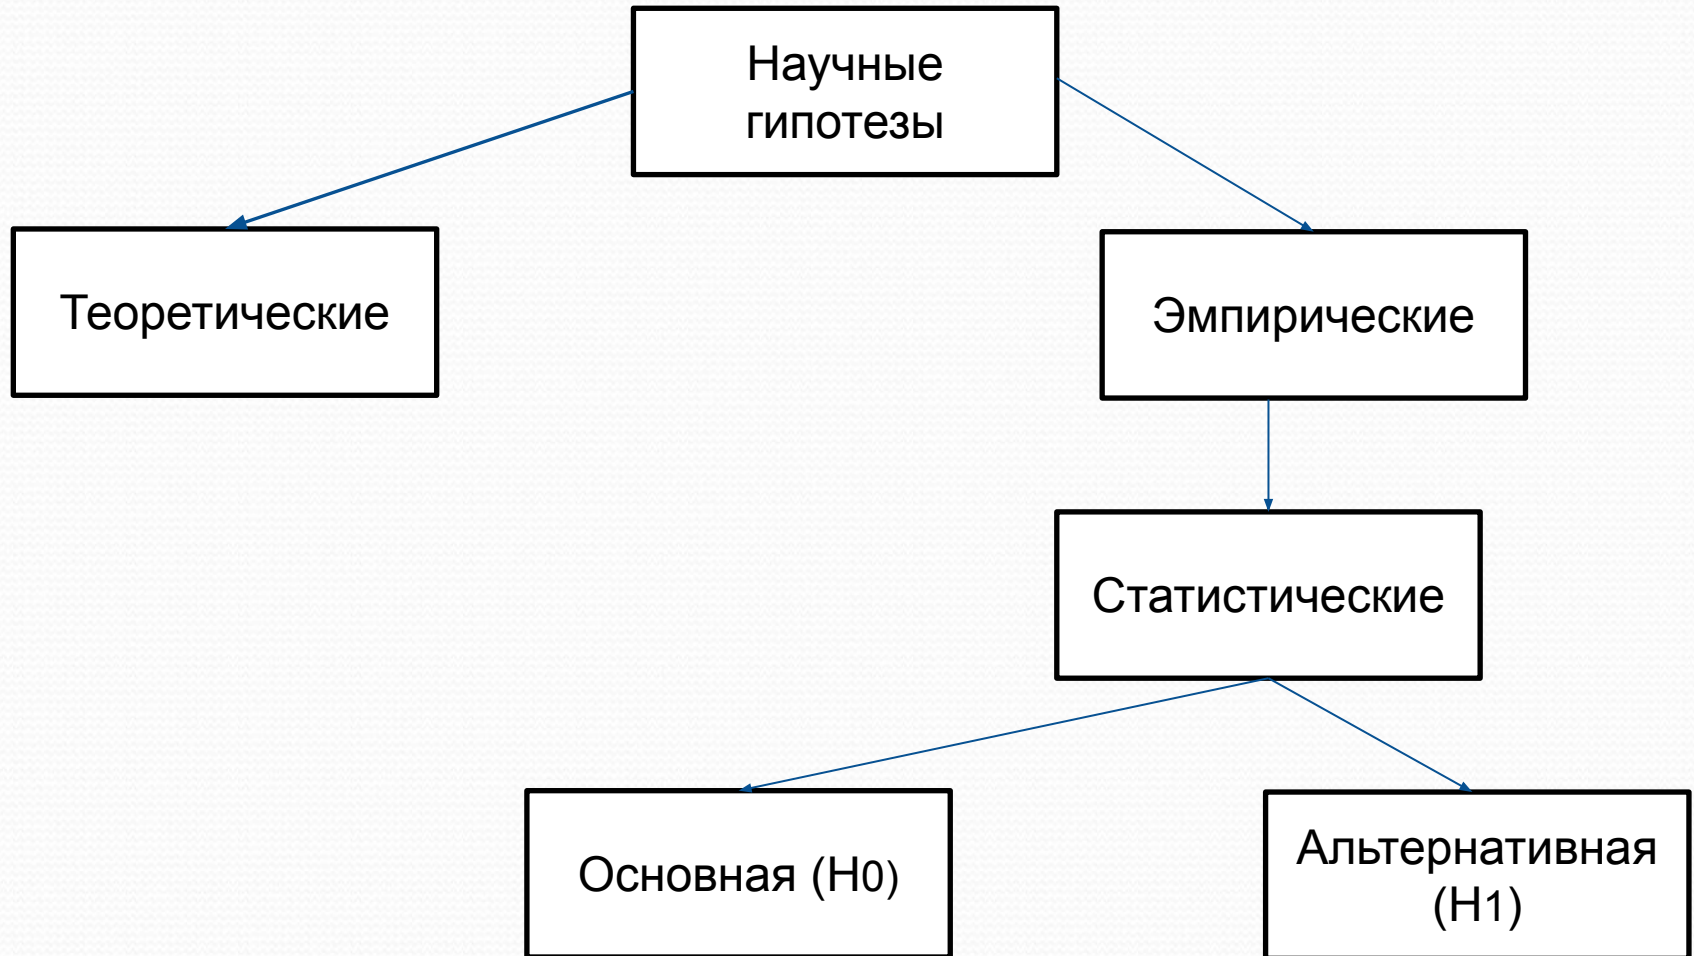 Научные
гипотезы
Теоретические
Эмпирические
Статистические
Основная (H0)
Альтернативная
(H1)